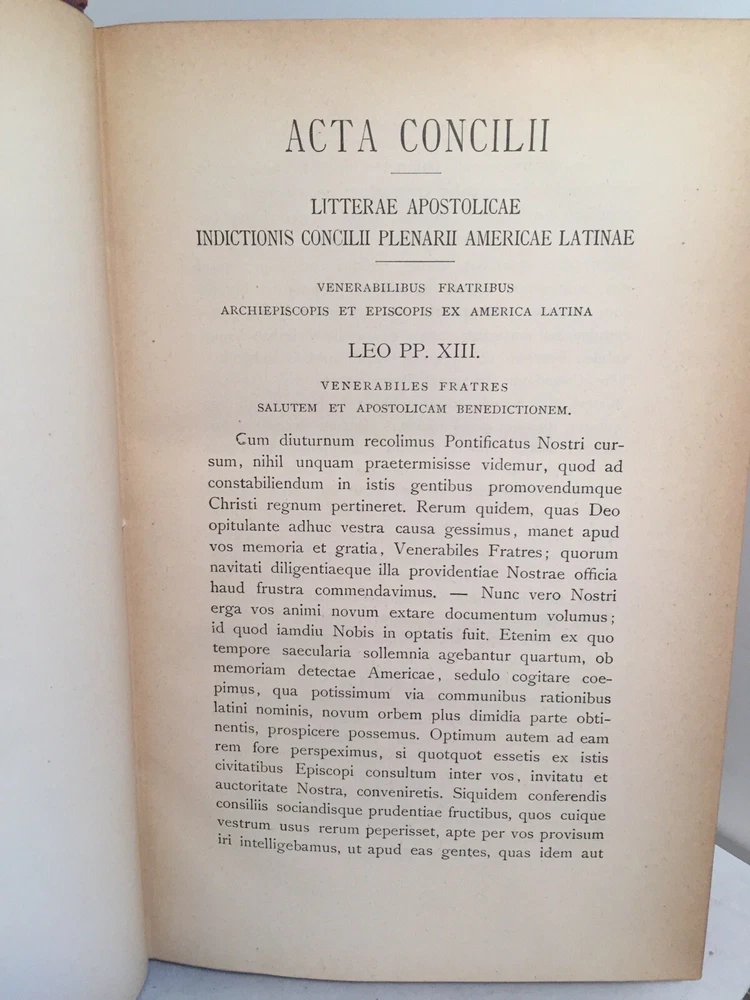 ACTA CONCILII
LITTERAE APOSTOLICAE
INDICTIONIS CONCILII PLENARII AMERICAE LATINAE
VENERABILIBUS FRATRIBUS
ARCHIEPISCOPIS ET EPISCOPIS EX AMERICA LATINA
LEO PP. XIII.
VENERABILES FRATRES
SALUTEM ET APOSTOLICAM BENEDICTIONEM.
Cum diuturnum recolimus Pontificatus Nostri cur-
sum, nihil unquam praetermisisse videmur, quod ad
constabiliendum in istis gentibus promovendumque
Christi regnum pertineret. Rerum quidem, quas Deo
opitulante adhuc vestra causa gessimus, manet apud
vos memoria et gratia, Venerabiles Fratres; quorum
navitati diligentiaeque illa providentiae Nostrae officia
haud frustra commendavimus. — Nunc vero Nostri
erga vos animi novum extare documentum volumus;
id quod iamdiu Nobis in optatis fuit. Etenim ex quo
tempore saecularia sollemnia agebantur quartum, ob
memoriam detectae Americae, sedulo cogitare coe-
pimus, qua potissimum via communibus rationibus
latini nominis, novum orbem plus dimidia parte obti-
nentis, prospicere possemus. Optimum autem ad eam
rem fore perspeximus, si quotquot essetis ex istis
civitatibus Episcopi consultum inter vos, invitatu et
auctoritate Nostra, conveniretis. Siquidem conferendis
consiliis sociandisque prudentiae fructibus, quos cuique
vestrum usus rerum peperisset, apte per vos provisum
iri intelligebamus, ut apud eas gentes, quas idem aut